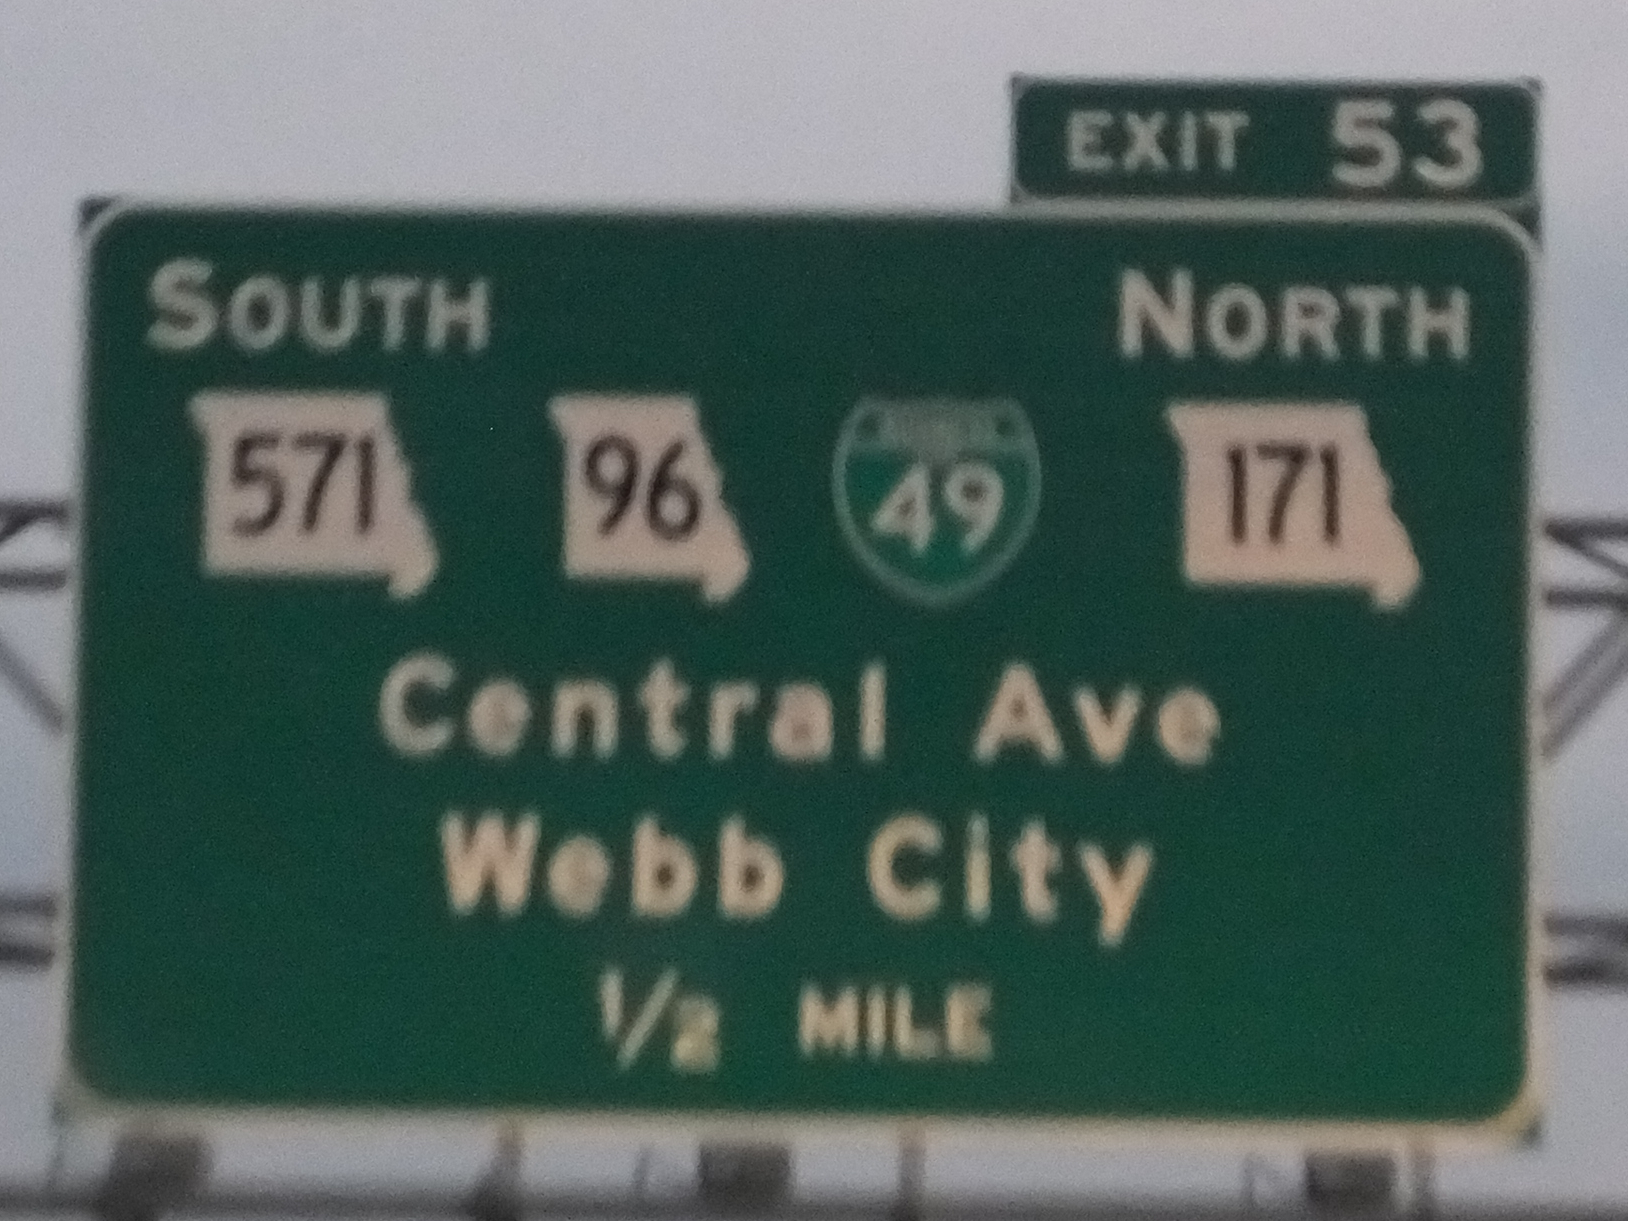 EXIT 53
SOUTH NORTH
571 96 49 171
Central Ave
Webb City
1/2 MILE